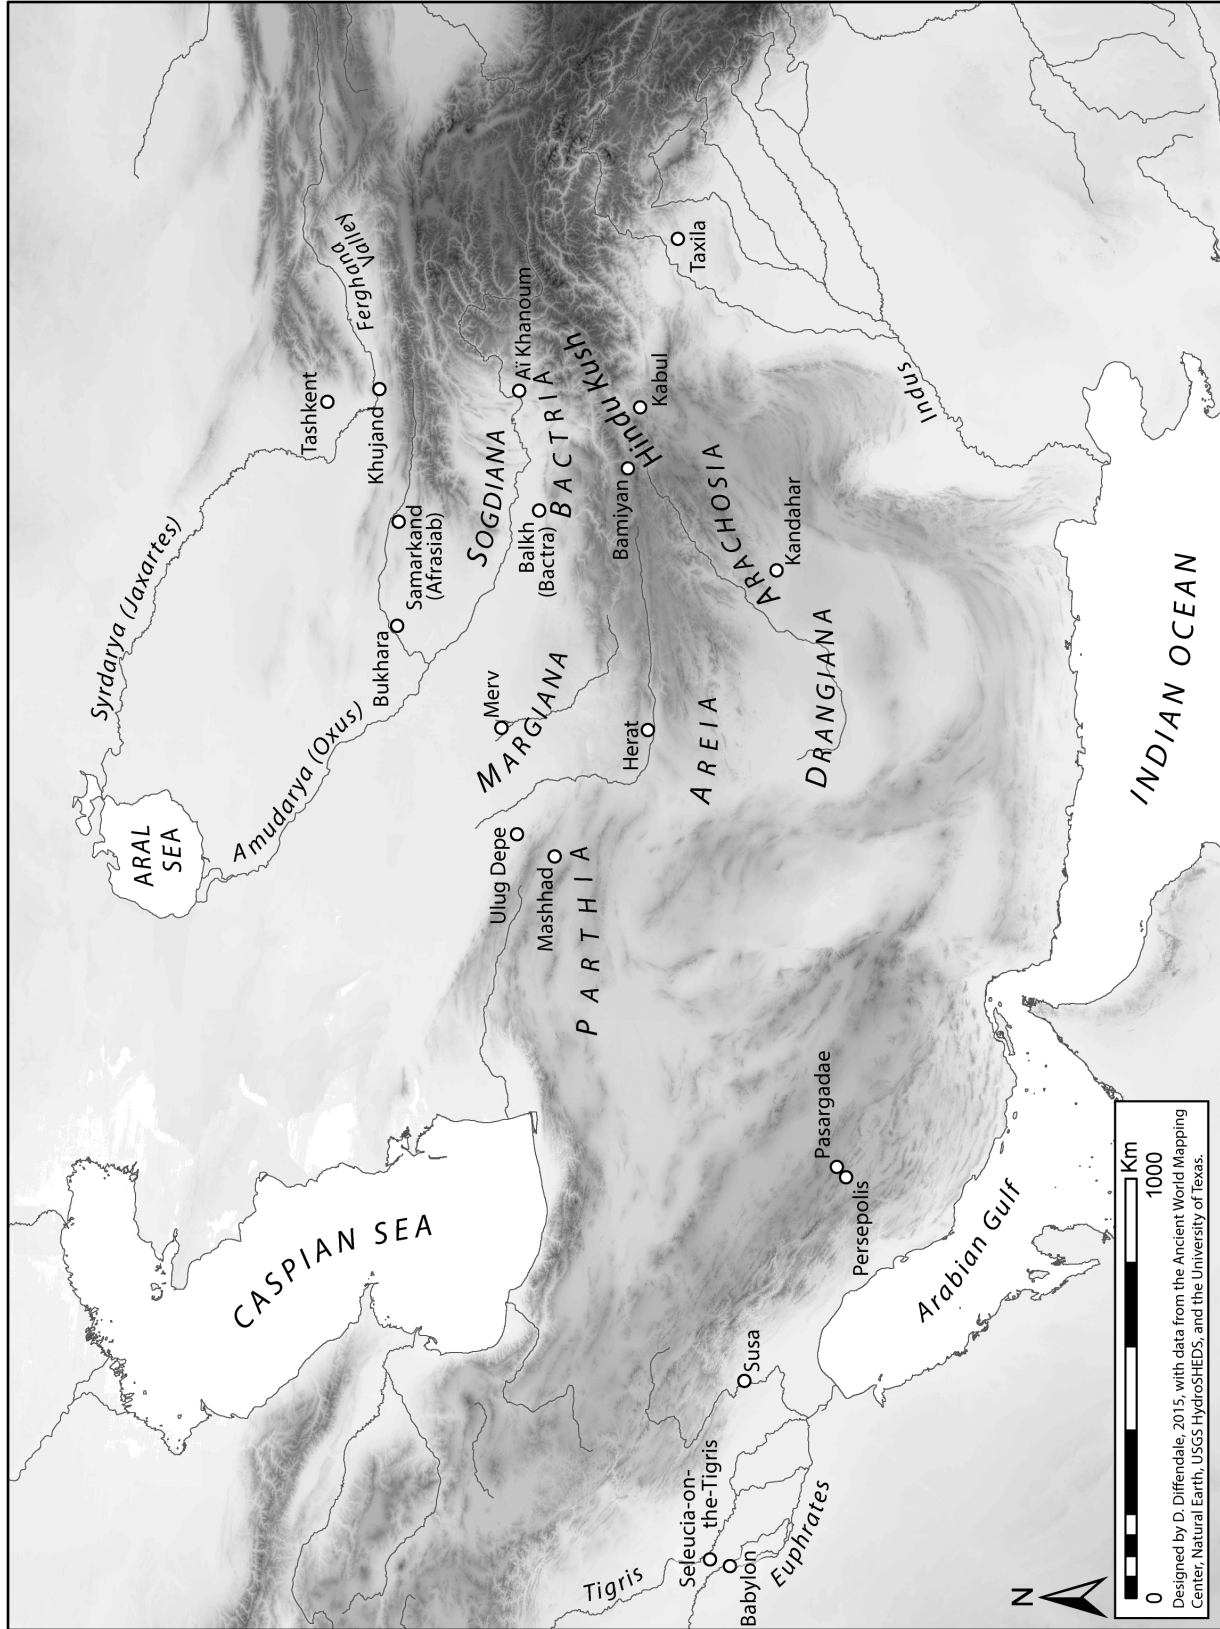 Syrdarya (Jaxartes)
Tashkent
Ferghana
Valley
Khujand
ARAL
SEA
Amudarya (Oxus)
Bukhara
Samarkand
(Afrasiab)
SOGDIANA
Aï Khanoum
CASPIAN SEA
Ulug Depe
Merv
MARGIANA
Balkh
(Bactra)
BACTRIA
Mashhad
PARTHIA
Hindu Kush
Herat
Bamiyan
Kabul
Taxila
AREIA
ARACHOSIA
Kandahar
DRANGIANA
Indus
Tigris
Seleucia-on-
the-Tigris
Babylon
Euphrates
Susa
Pasargadae
Persepolis
Arabian Gulf
INDIAN OCEAN
N
0
1000
Km
Designed by D. Diffendale, 2015, with data from the Ancient World Mapping
Center, Natural Earth, USGS HydroSHEDS, and the University of Texas.